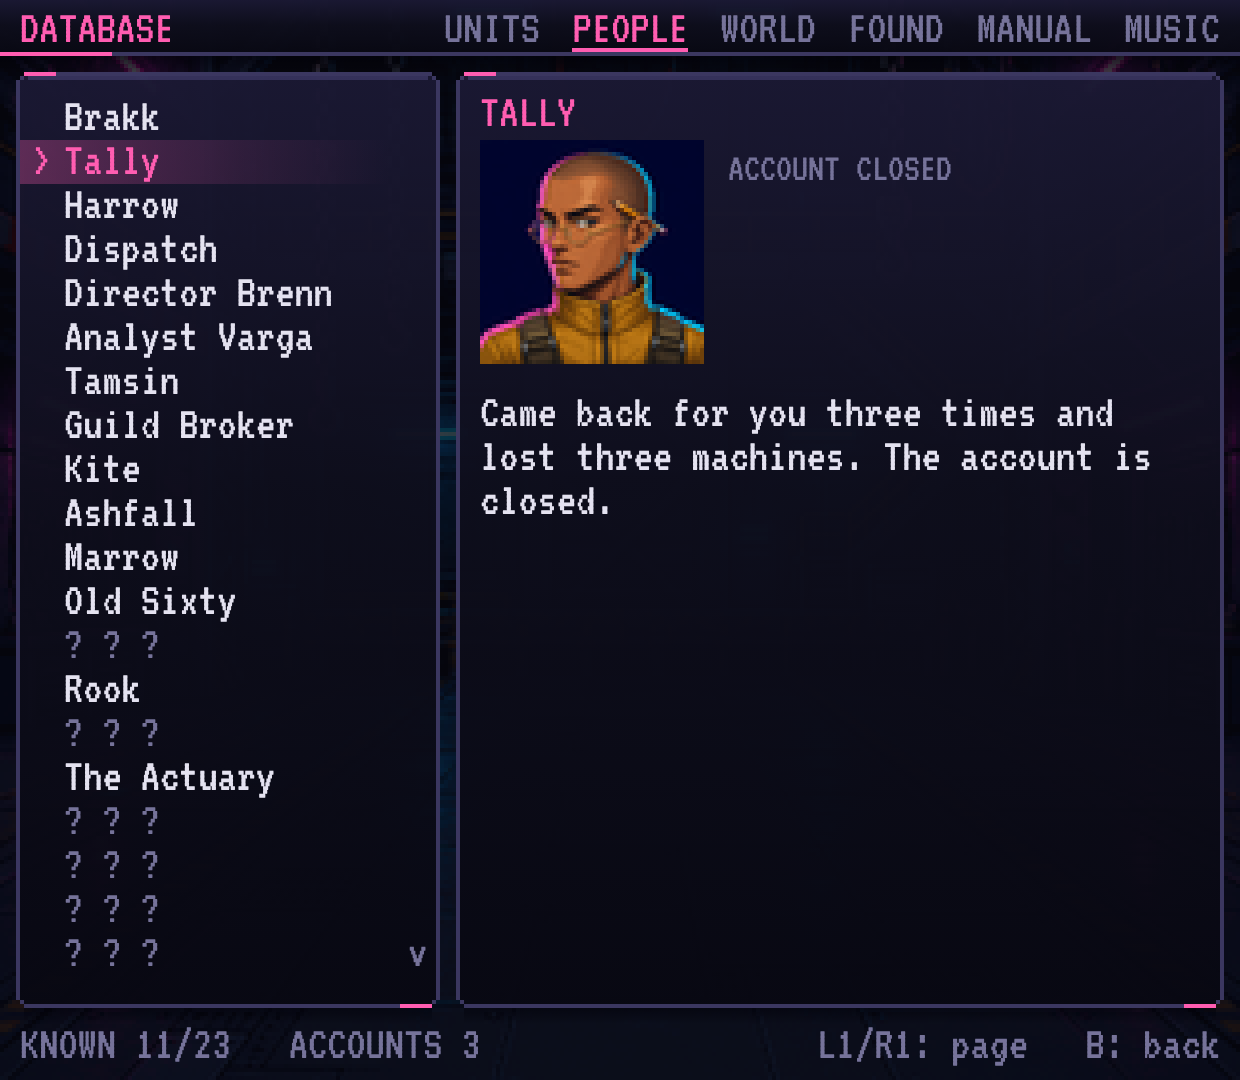 DATABASE UNITS PEOPLE WORLD FOUND MANUAL MUSIC
Brakk
> Tally
Harrow
Dispatch
Director Brenn
Analyst Varga
Tamsin
Guild Broker
Kite
Ashfall
Marrow
Old Sixty
? ? ?
Rook
? ? ?
The Actuary
? ? ?
? ? ?
? ? ?
? ? ? v
TALLY
ACCOUNT CLOSED
Came back for you three times and
lost three machines. The account is
closed.
KNOWN 11/23 ACCOUNTS 3 L1/R1: page B: back